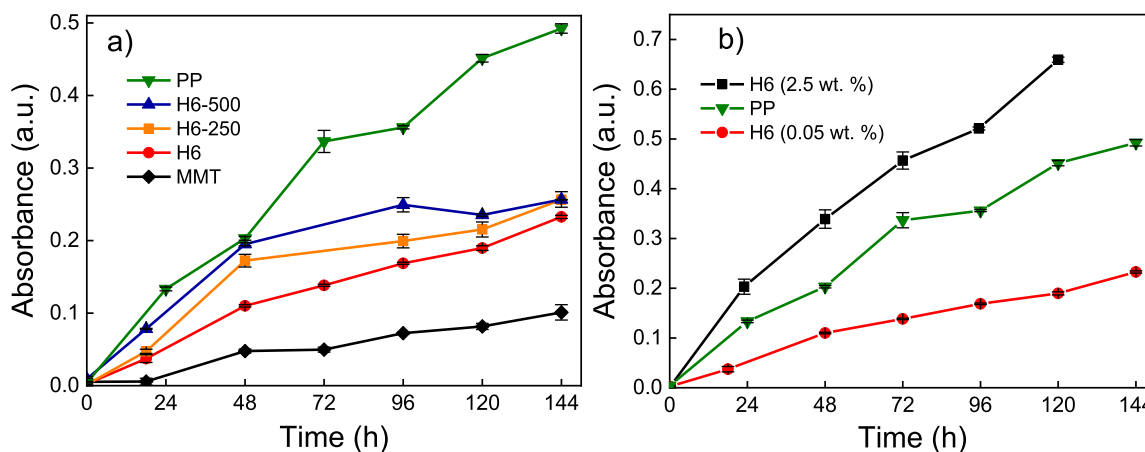 a)
PP
H6-500
H6-250
H6
MMT
Absorbance (a.u.)
0.5
0.4
0.3
0.2
0.1
0.0
0 24 48 72 96 120 144
Time (h)
b)
H6 (2.5 wt. %)
PP
H6 (0.05 wt. %)
Absorbance (a.u.)
0.7
0.6
0.5
0.4
0.3
0.2
0.1
0.0
0 24 48 72 96 120 144
Time (h)